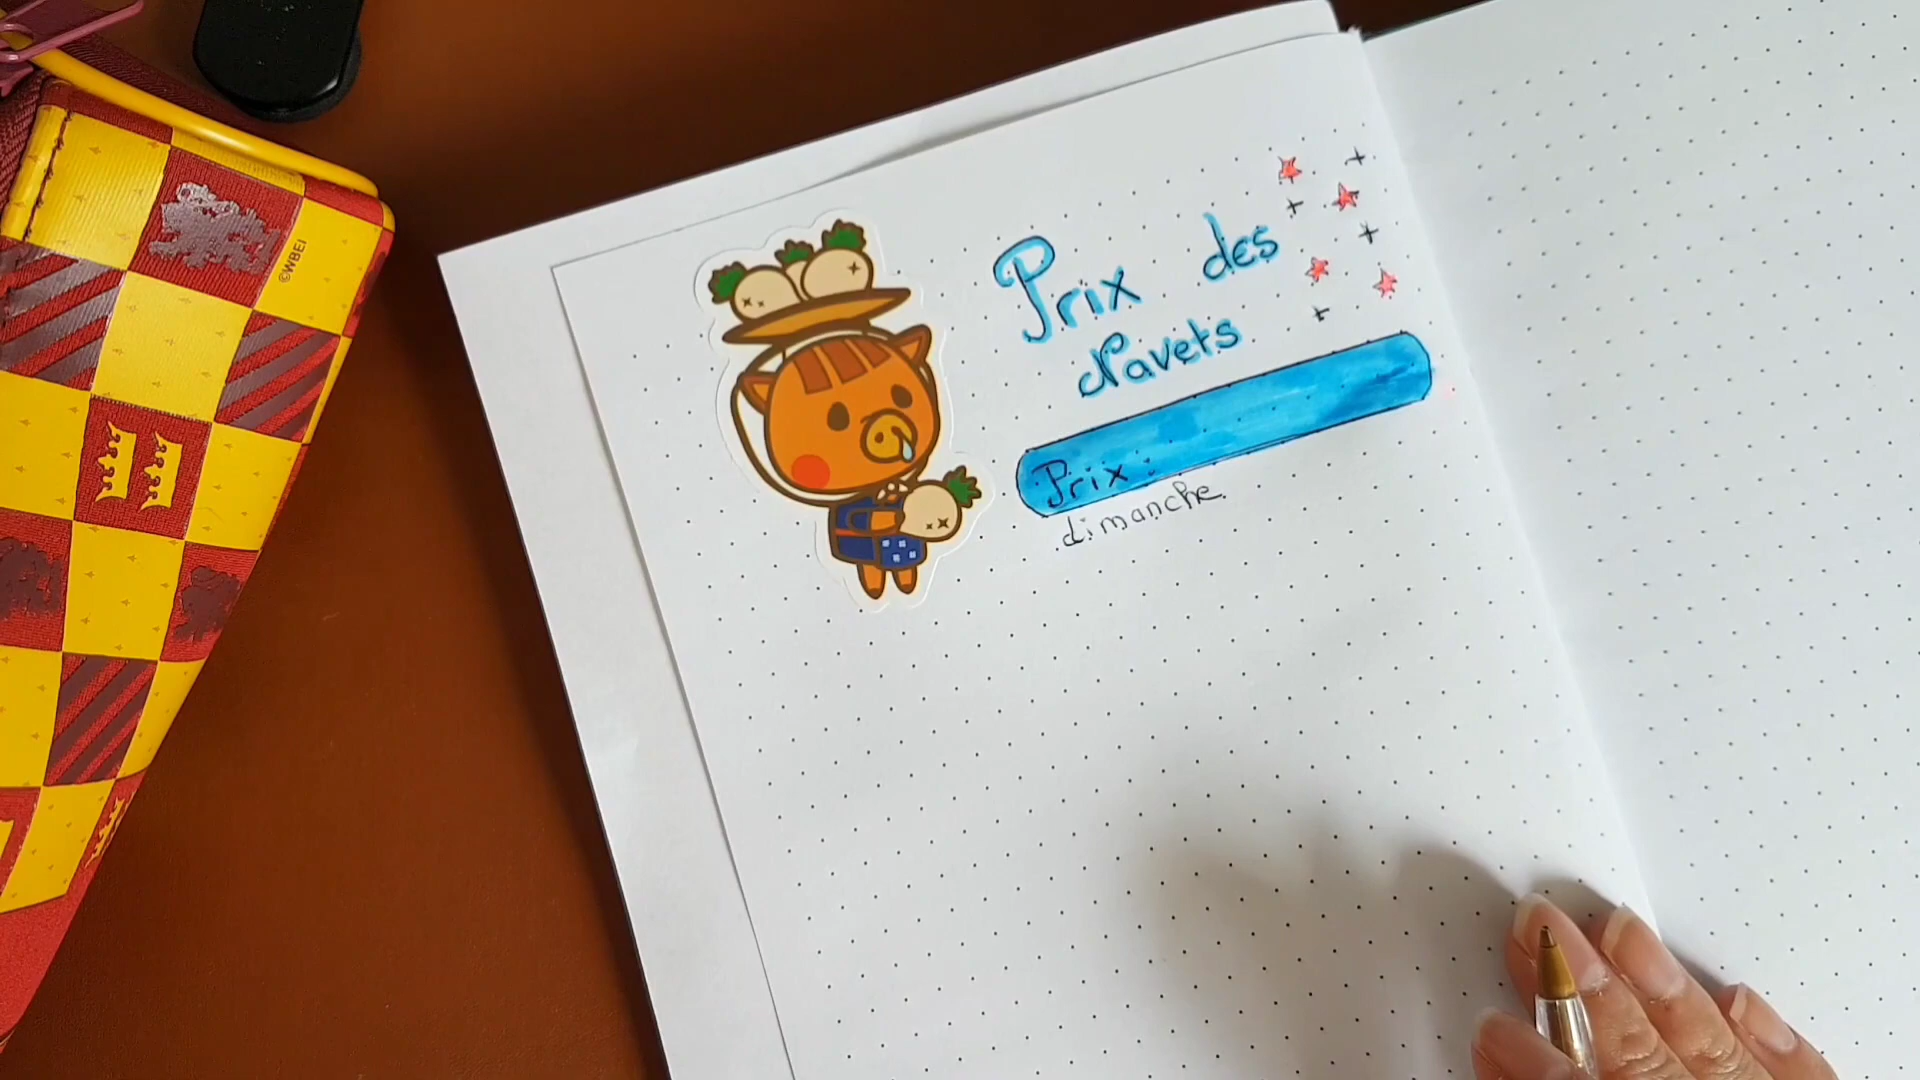 Prix des
Navets
Prix :
dimanche
©WBEI